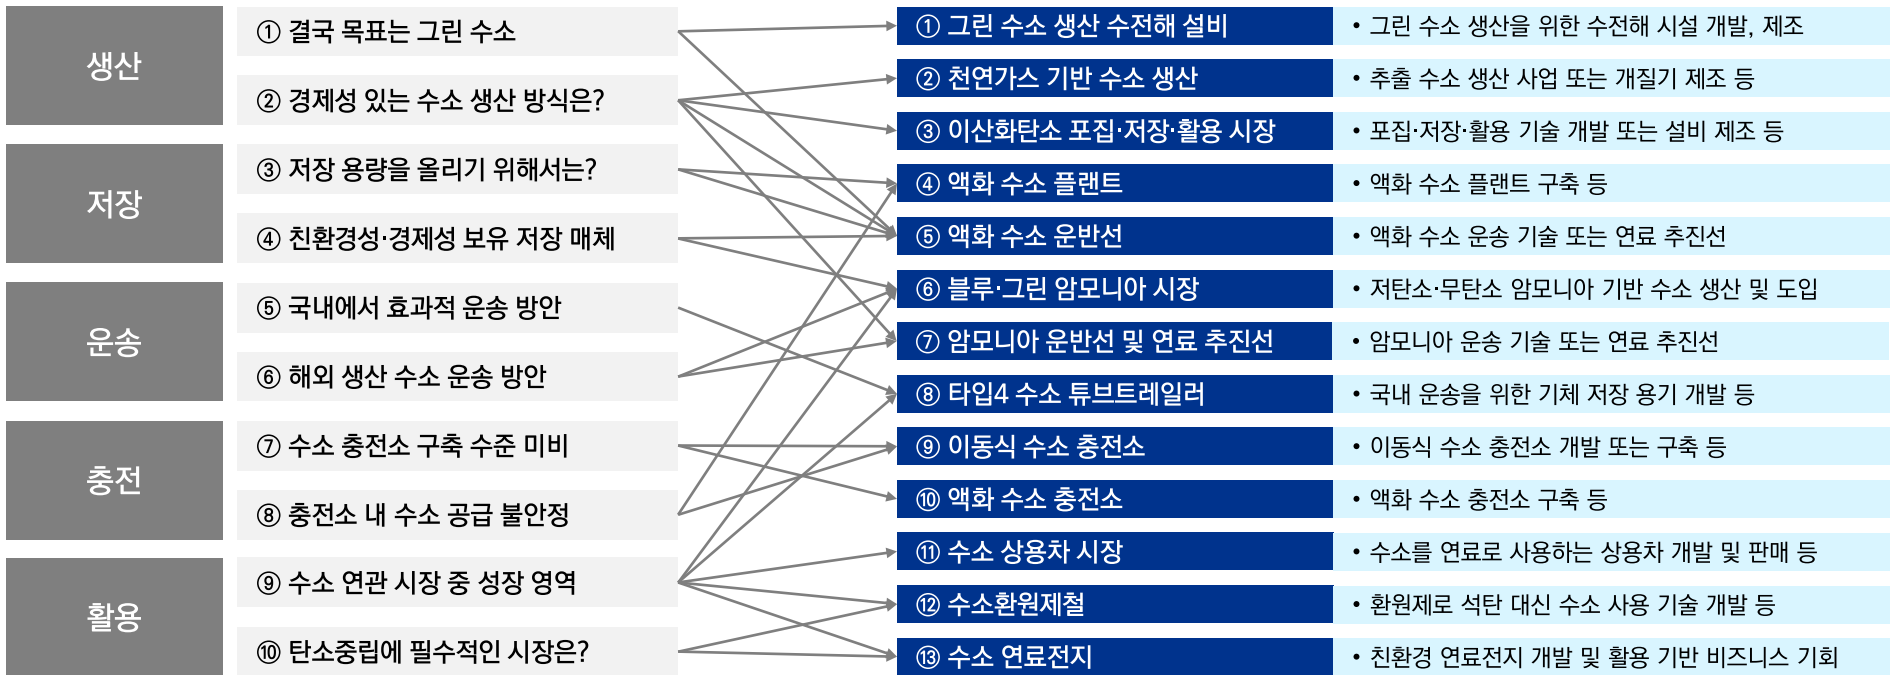 생산
① 결국 목표는 그린 수소
② 경제성 있는 수소 생산 방식은?
저장
③ 저장 용량을 올리기 위해서는?
④ 친환경성·경제성 보유 저장 매체
운송
⑤ 국내에서 효과적 운송 방안
⑥ 해외 생산 수소 운송 방안
충전
⑦ 수소 충전소 구축 수준 미비
⑧ 충전소 내 수소 공급 불안정
활용
⑨ 수소 연관 시장 중 성장 영역
⑩ 탄소중립에 필수적인 시장은?
① 그린 수소 생산 수전해 설비
• 그린 수소 생산을 위한 수전해 시설 개발, 제조
② 천연가스 기반 수소 생산
• 추출 수소 생산 사업 또는 개질기 제조 등
③ 이산화탄소 포집·저장·활용 시장
• 포집·저장·활용 기술 개발 또는 설비 제조 등
④ 액화 수소 플랜트
• 액화 수소 플랜트 구축 등
⑤ 액화 수소 운반선
• 액화 수소 운송 기술 또는 연료 추진선
⑥ 블루·그린 암모니아 시장
• 저탄소·무탄소 암모니아 기반 수소 생산 및 도입
⑦ 암모니아 운반선 및 연료 추진선
• 암모니아 운송 기술 또는 연료 추진선
⑧ 타입4 수소 튜브트레일러
• 국내 운송을 위한 기체 저장 용기 개발 등
⑨ 이동식 수소 충전소
• 이동식 수소 충전소 개발 또는 구축 등
⑩ 액화 수소 충전소
• 액화 수소 충전소 구축 등
⑪ 수소 상용차 시장
• 수소를 연료로 사용하는 상용차 개발 및 판매 등
⑫ 수소환원제철
• 환원제로 석탄 대신 수소 사용 기술 개발 등
⑬ 수소 연료전지
• 친환경 연료전지 개발 및 활용 기반 비즈니스 기회